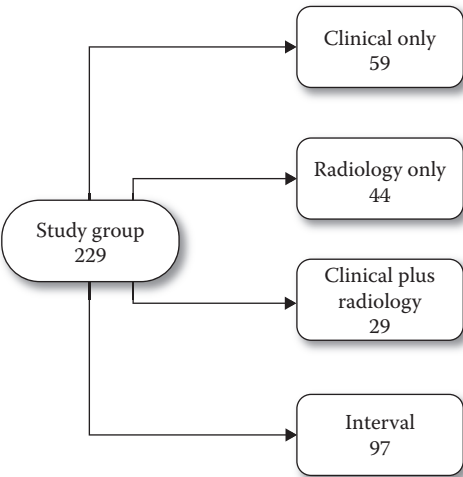 Clinical only
59
Radiology only
44
Study group
229
Clinical plus
radiology
29
Interval
97